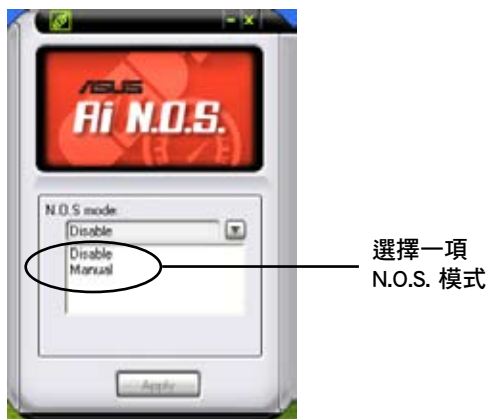 ASUS
Ai N.O.S.
N.O.S mode:
Disable
Disable
Manual
選擇一項
N.O.S. 模式
Apply